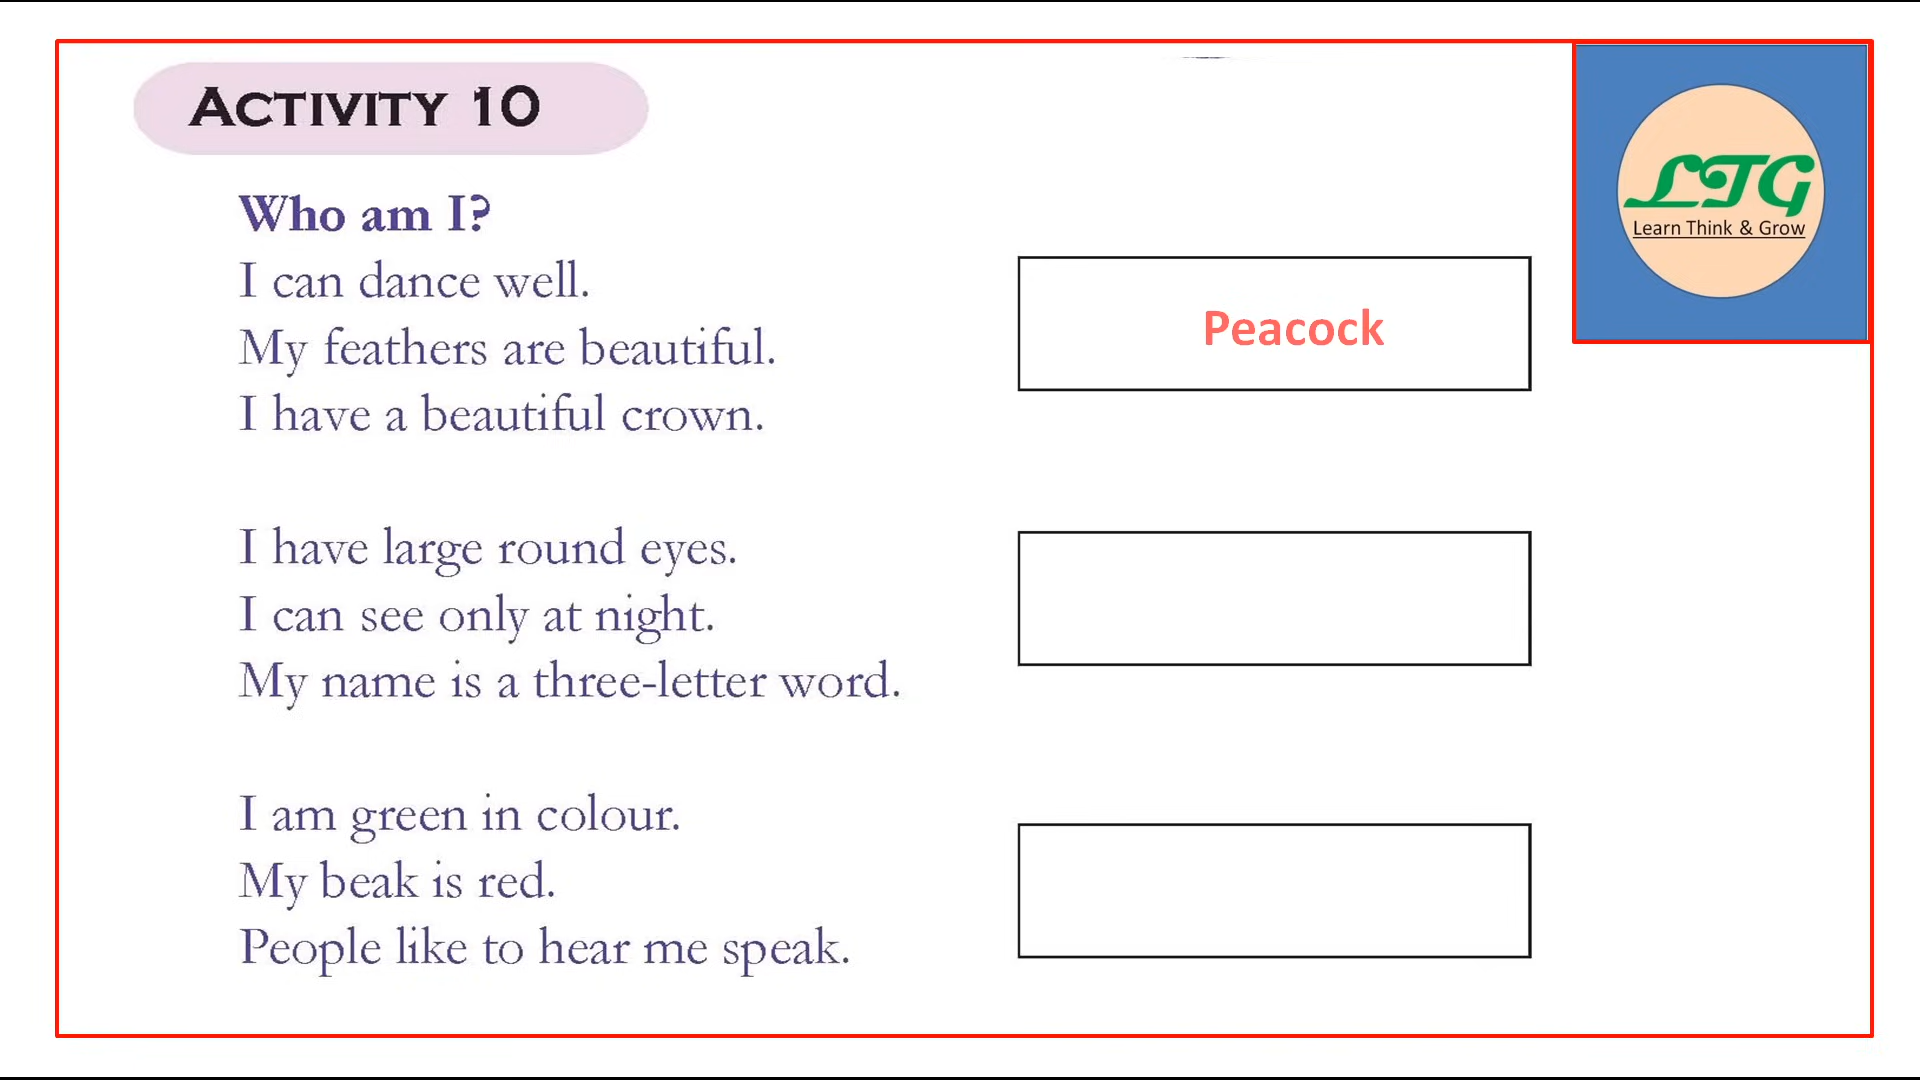 ACTIVITY 10
Who am I?
I can dance well.
My feathers are beautiful.
I have a beautiful crown.
Peacock
LTG
Learn Think & Grow
I have large round eyes.
I can see only at night.
My name is a three-letter word.
I am green in colour.
My beak is red.
People like to hear me speak.